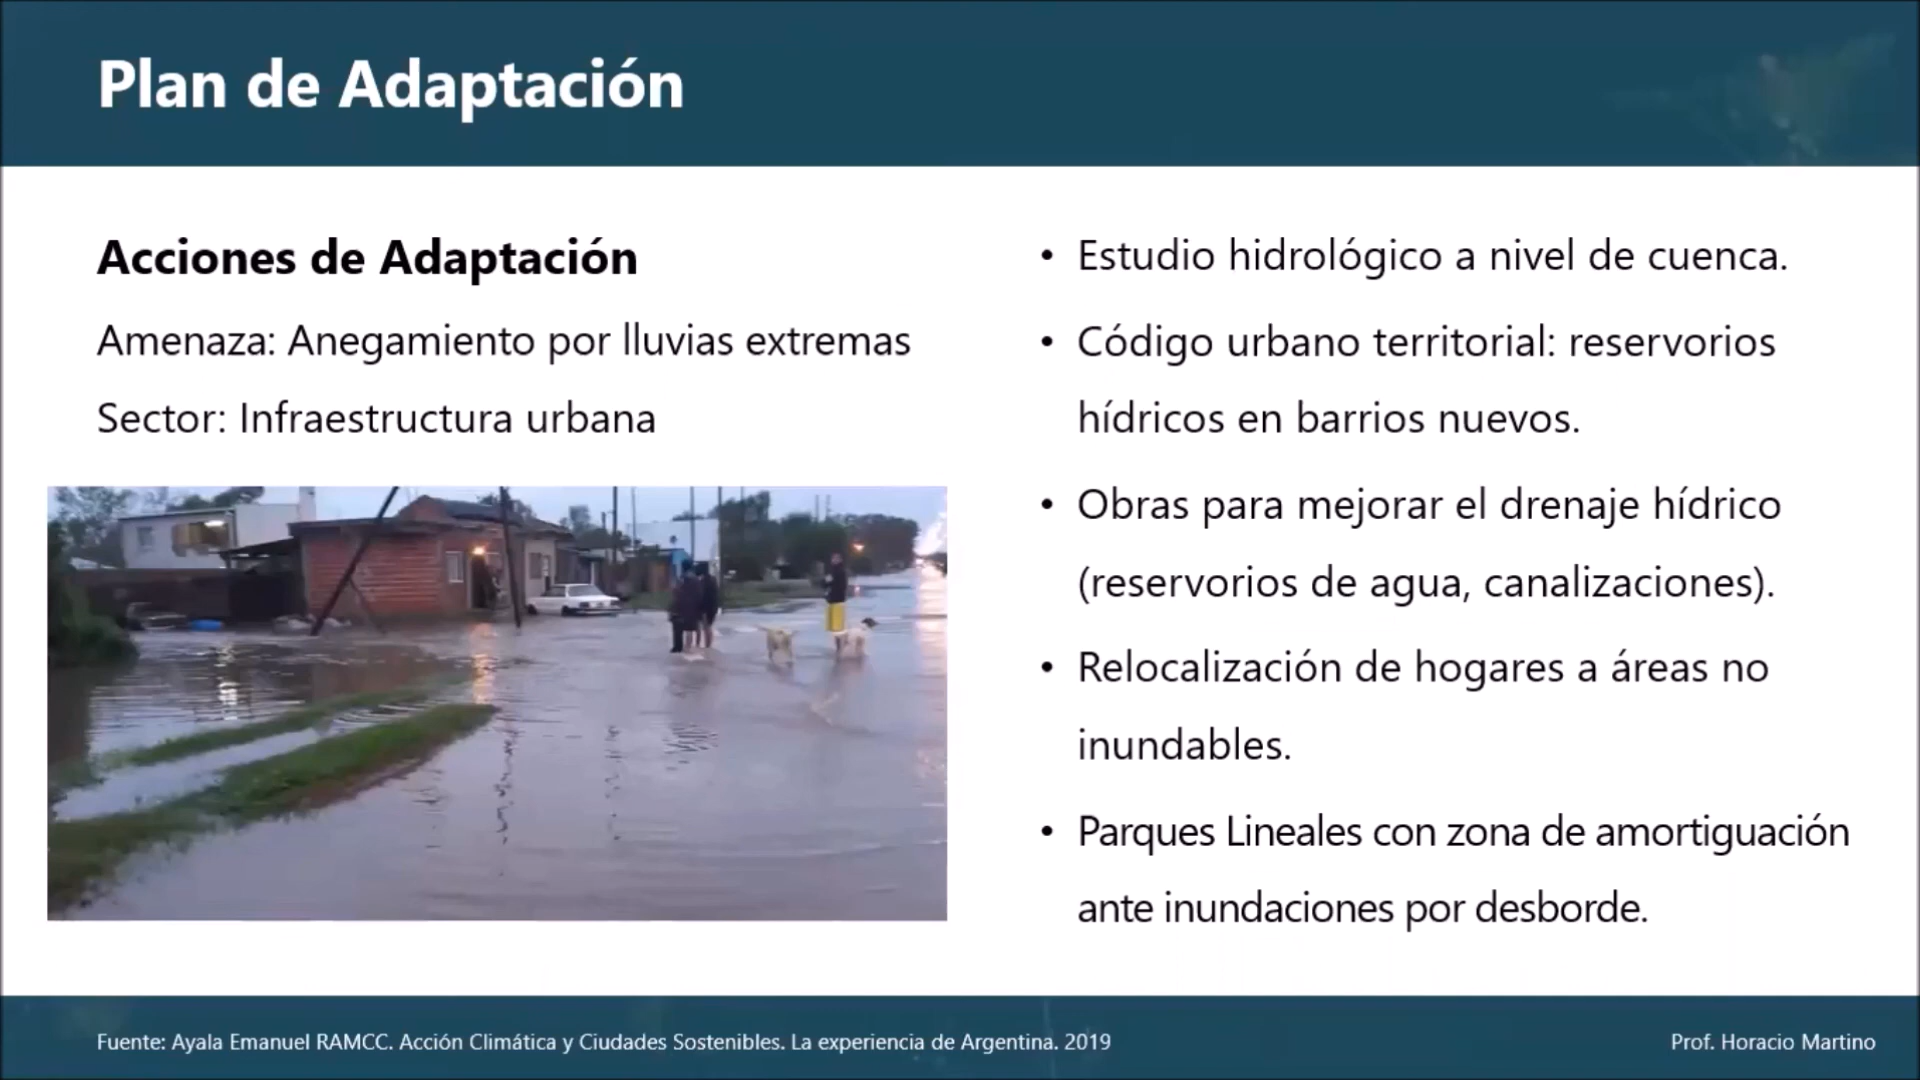 Plan de Adaptación
Acciones de Adaptación
Amenaza: Anegamiento por lluvias extremas
Sector: Infraestructura urbana
• Estudio hidrológico a nivel de cuenca.
• Código urbano territorial: reservorios
hídricos en barrios nuevos.
• Obras para mejorar el drenaje hídrico
(reservorios de agua, canalizaciones).
• Relocalización de hogares a áreas no
inundables.
• Parques Lineales con zona de amortiguación
ante inundaciones por desborde.
Fuente: Ayala Emanuel RAMCC. Acción Climática y Ciudades Sostenibles. La experiencia de Argentina. 2019
Prof. Horacio Martino